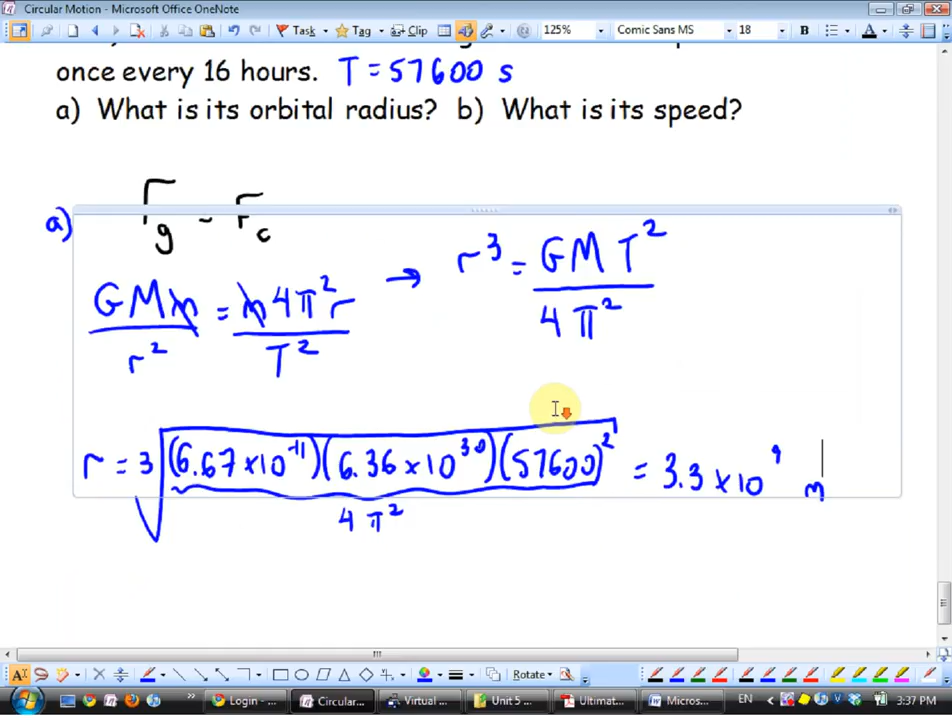 Circular Motion - Microsoft Office OneNote
Task
Tag
Clip
125%
Comic Sans MS
18
B
A
once every 16 hours. T = 57600 s
a) What is its orbital radius? b) What is its speed?
a) Fg = Fc
GMm/r² = m4π²r/T² → r³ = GMT²/4π²
r = ³√((6.67×10⁻¹¹)(6.36×10³⁰)(57600)²/4π²) = 3.3×10⁹ m
Rotate
Login - ...
Circular...
Virtual ...
Unit 5 ...
Ultimat...
Micros...
EN
3:37 PM